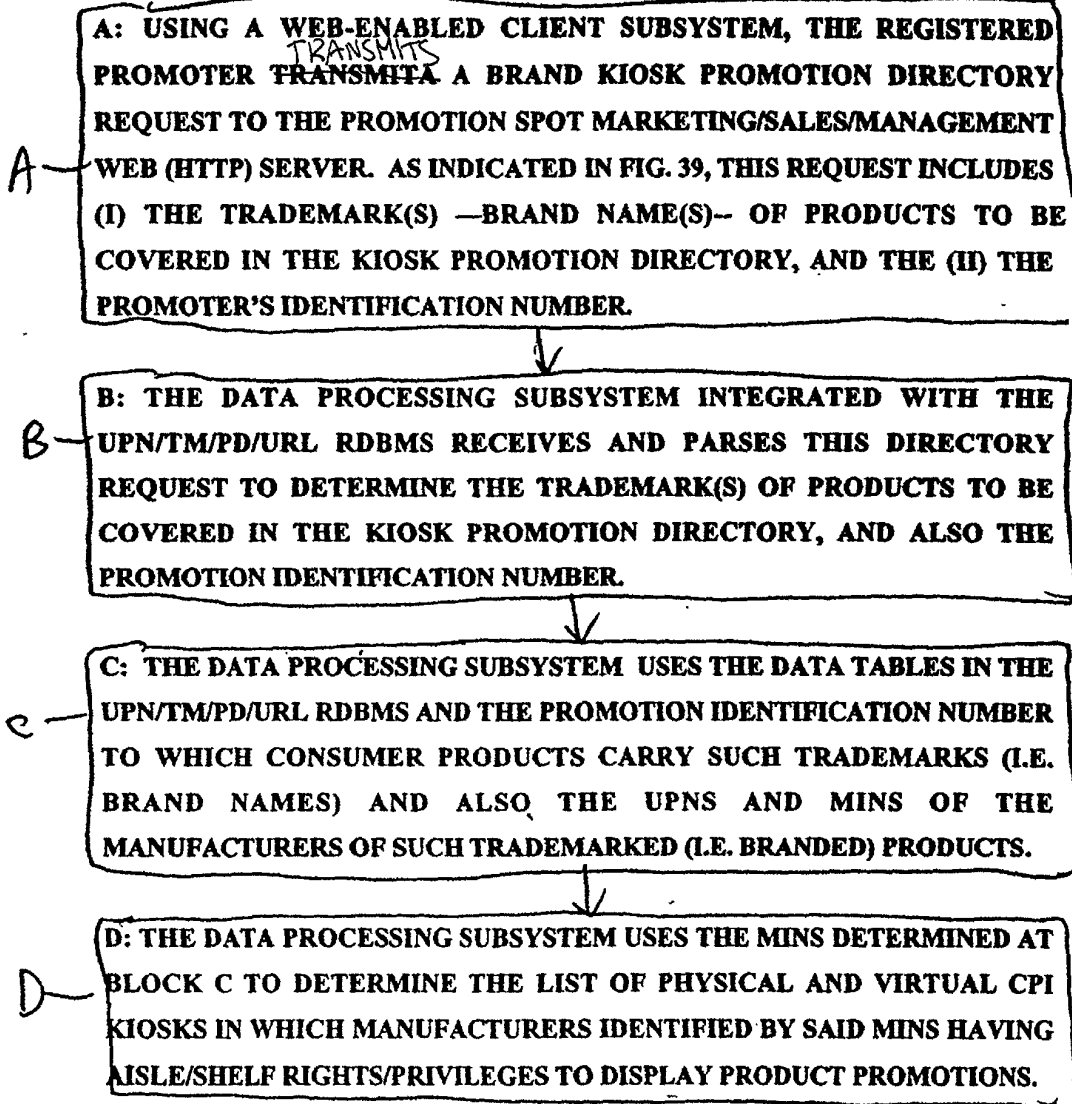 A: USING A WEB-ENABLED CLIENT SUBSYSTEM, THE REGISTERED
TRANSMITS
PROMOTER TRANSMITA A BRAND KIOSK PROMOTION DIRECTORY
REQUEST TO THE PROMOTION SPOT MARKETING/SALES/MANAGEMENT
A WEB (HTTP) SERVER. AS INDICATED IN FIG. 39, THIS REQUEST INCLUDES
(I) THE TRADEMARK(S) —BRAND NAME(S)-- OF PRODUCTS TO BE
COVERED IN THE KIOSK PROMOTION DIRECTORY, AND THE (II) THE
PROMOTER'S IDENTIFICATION NUMBER.
B: THE DATA PROCESSING SUBSYSTEM INTEGRATED WITH THE
B UPN/TM/PD/URL RDBMS RECEIVES AND PARSES THIS DIRECTORY
REQUEST TO DETERMINE THE TRADEMARK(S) OF PRODUCTS TO BE
COVERED IN THE KIOSK PROMOTION DIRECTORY, AND ALSO THE
PROMOTION IDENTIFICATION NUMBER.
C: THE DATA PROCESSING SUBSYSTEM USES THE DATA TABLES IN THE
C UPN/TM/PD/URL RDBMS AND THE PROMOTION IDENTIFICATION NUMBER
TO WHICH CONSUMER PRODUCTS CARRY SUCH TRADEMARKS (I.E.
BRAND NAMES) AND ALSO THE UPNS AND MINS OF THE
MANUFACTURERS OF SUCH TRADEMARKED (I.E. BRANDED) PRODUCTS.
D: THE DATA PROCESSING SUBSYSTEM USES THE MINS DETERMINED AT
D BLOCK C TO DETERMINE THE LIST OF PHYSICAL AND VIRTUAL CPI
KIOSKS IN WHICH MANUFACTURERS IDENTIFIED BY SAID MINS HAVING
AISLE/SHELF RIGHTS/PRIVILEGES TO DISPLAY PRODUCT PROMOTIONS.